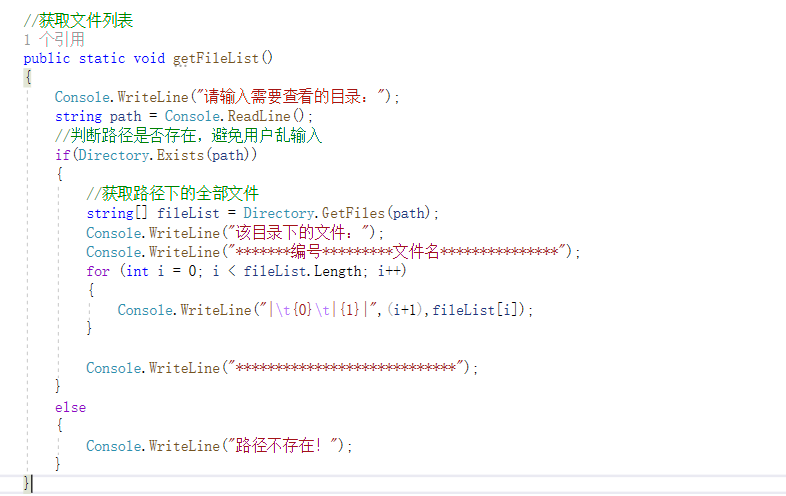 //获取文件列表
1 个引用
public static void getFileList()
{
Console.WriteLine("请输入需要查看的目录：");
string path = Console.ReadLine();
//判断路径是否存在，避免用户乱输入
if(Directory.Exists(path))
{
//获取路径下的全部文件
string[] fileList = Directory.GetFiles(path);
Console.WriteLine("该目录下的文件：");
Console.WriteLine("*******编号*********文件名***************");
for (int i = 0; i < fileList.Length; i++)
{
Console.WriteLine("|\t{0}\t|{1}|",(i+1),fileList[i]);
}
Console.WriteLine("****************************");
}
else
{
Console.WriteLine("路径不存在！");
}
}